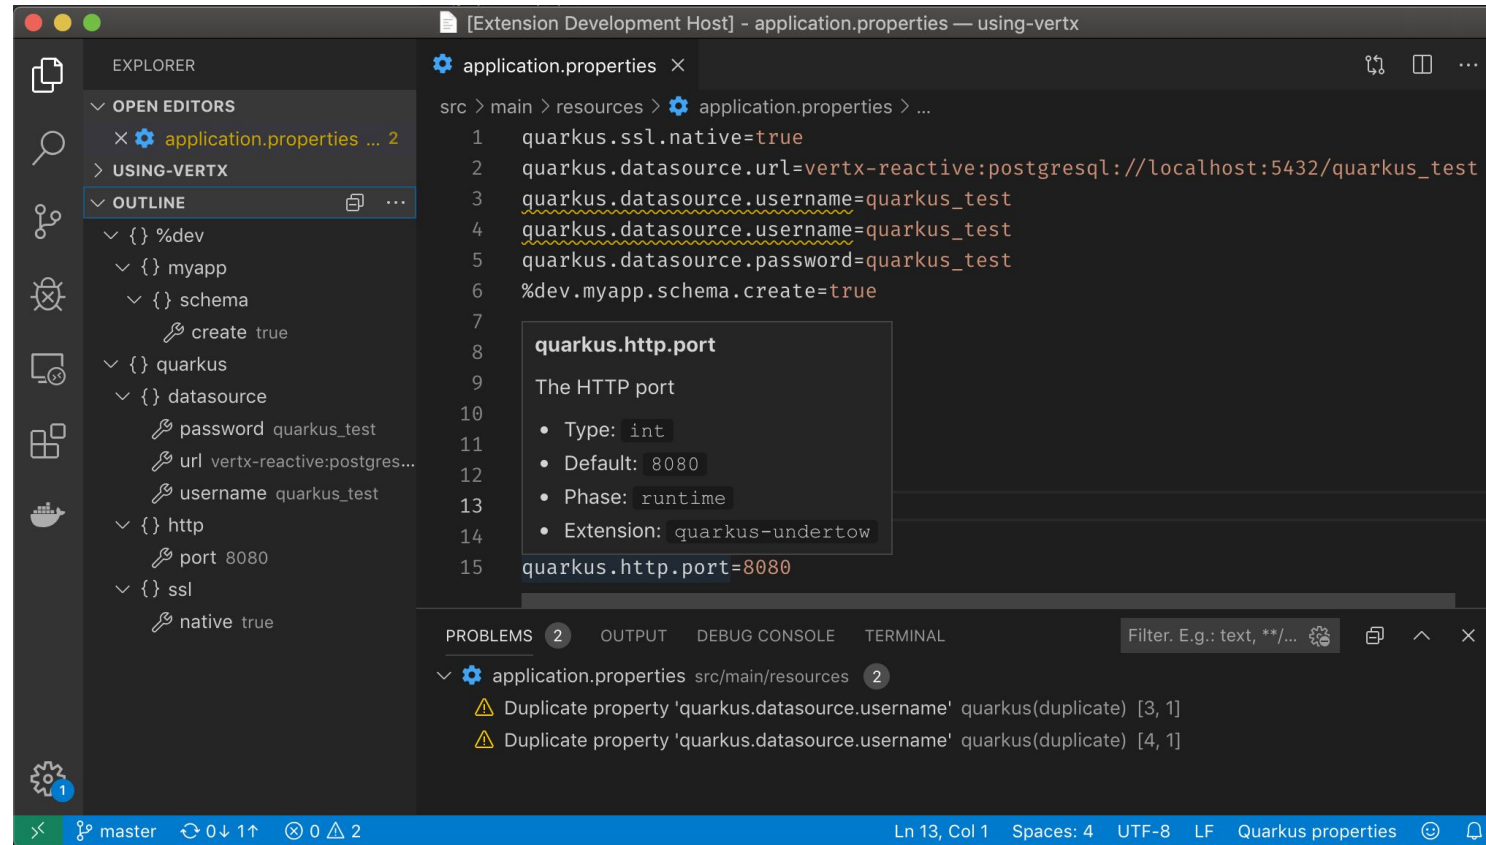 [Extension Development Host] - application.properties — using-vertx
EXPLORER
OPEN EDITORS
application.properties ... 2
USING-VERTX
OUTLINE
{} %dev
{} myapp
{} schema
create true
{} quarkus
{} datasource
password quarkus_test
url vertx-reactive:postgres...
username quarkus_test
{} http
port 8080
{} ssl
native true
application.properties
src > main > resources > application.properties > ...
1 quarkus.ssl.native=true
2 quarkus.datasource.url=vertx-reactive:postgresql://localhost:5432/quarkus_test
3 quarkus.datasource.username=quarkus_test
4 quarkus.datasource.username=quarkus_test
5 quarkus.datasource.password=quarkus_test
6 %dev.myapp.schema.create=true
7
8
9
10
11
12
13
14
quarkus.http.port
The HTTP port
• Type: int
• Default: 8080
• Phase: runtime
• Extension: quarkus-undertow
15 quarkus.http.port=8080
PROBLEMS 2 OUTPUT DEBUG CONSOLE TERMINAL Filter. E.g.: text, **/...
application.properties src/main/resources 2
Duplicate property 'quarkus.datasource.username' quarkus(duplicate) [3, 1]
Duplicate property 'quarkus.datasource.username' quarkus(duplicate) [4, 1]
1
master 0↓ 1↑ 0 2 Ln 13, Col 1 Spaces: 4 UTF-8 LF Quarkus properties